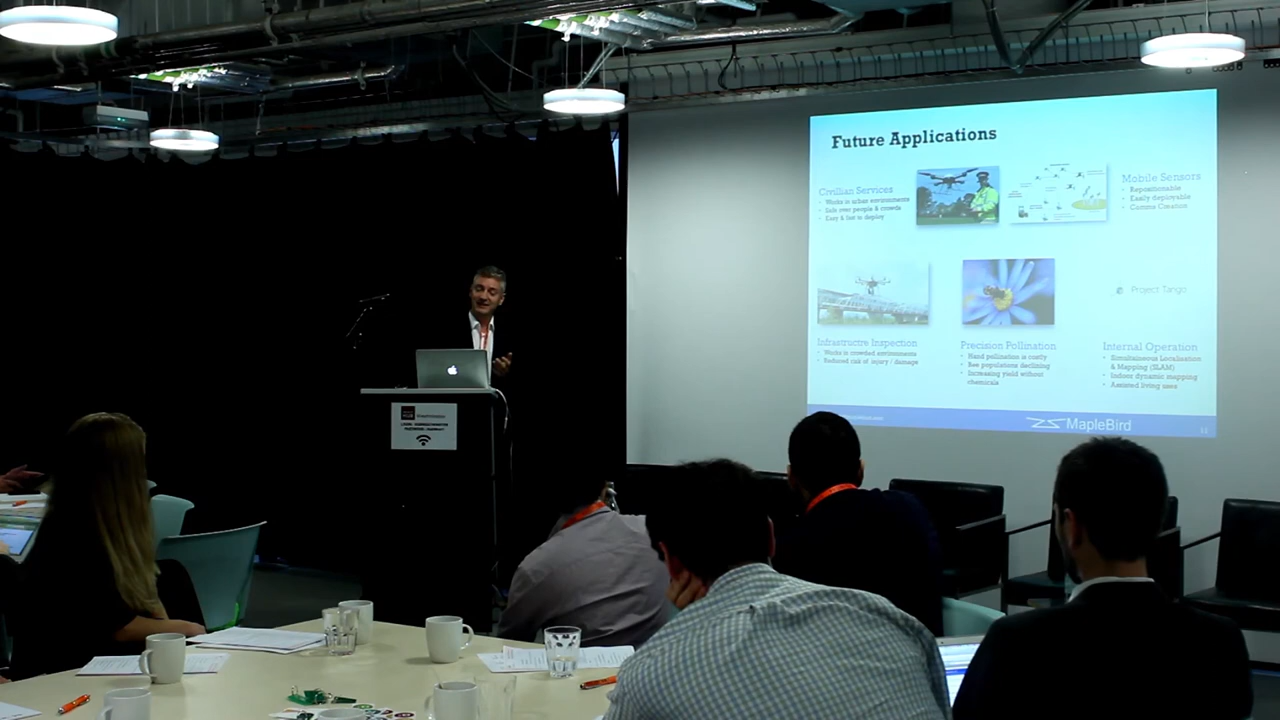 Future Applications
Civilian Services
• Works in urban environments
• Safe over people & crowds
• Easy & fast to deploy
Mobile Sensors
• Repositionable
• Easily deployable
• Comms Creation
Project Tango
Infrastructre Inspection
• Works in crowded environments
• Reduced risk of injury / damage
Precision Pollination
• Hand pollination is costly
• Bee populations declining
• Increasing yield without
chemicals
Internal Operation
• Simultaneous Localisation
& Mapping (SLAM)
• Indoor dynamic mapping
• Assisted living uses
MapleBird